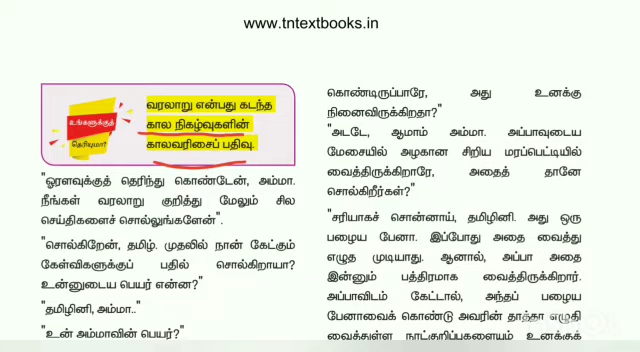 www.tntextbooks.in
உங்களுக்குத்
தெரியுமா?
வரலாறு என்பது கடந்த
கால நிகழ்வுகளின்
காலவரிசைப் பதிவு.
"ஓரளவுக்குத் தெரிந்து கொண்டேன், அம்மா.
நீங்கள் வரலாறு குறித்து மேலும் சில
செய்திகளைச் சொல்லுங்களேன்".
"சொல்கிறேன், தமிழ். முதலில் நான் கேட்கும்
கேள்விகளுக்குப் பதில் சொல்கிறாயா?
உன்னுடைய பெயர் என்ன?"
"தமிழினி, அம்மா.."
"உன் அம்மாவின் பெயர்?"
கொண்டிருப்பாரே, அது உனக்கு
நினைவிருக்கிறதா?"
"அடடே, ஆமாம் அம்மா. அப்பாவுடைய
மேசையில் அழகான சிறிய மரப்பெட்டியில்
வைத்திருக்கிறாரே, அதைத் தானே
சொல்கிறீர்கள்?"
"சரியாகச் சொன்னாய், தமிழினி. அது ஒரு
பழைய பேனா. இப்போது அதை வைத்து
எழுத முடியாது. ஆனால், அப்பா அதை
இன்னும் பத்திரமாக வைத்திருக்கிறார்.
அப்பாவிடம் கேட்டால், அந்தப் பழைய
பேனாவைக் கொண்டு அவரின் தாத்தா எழுதி
வைத்துள்ள நாட்குறிப்புகளையும் உனக்குக்